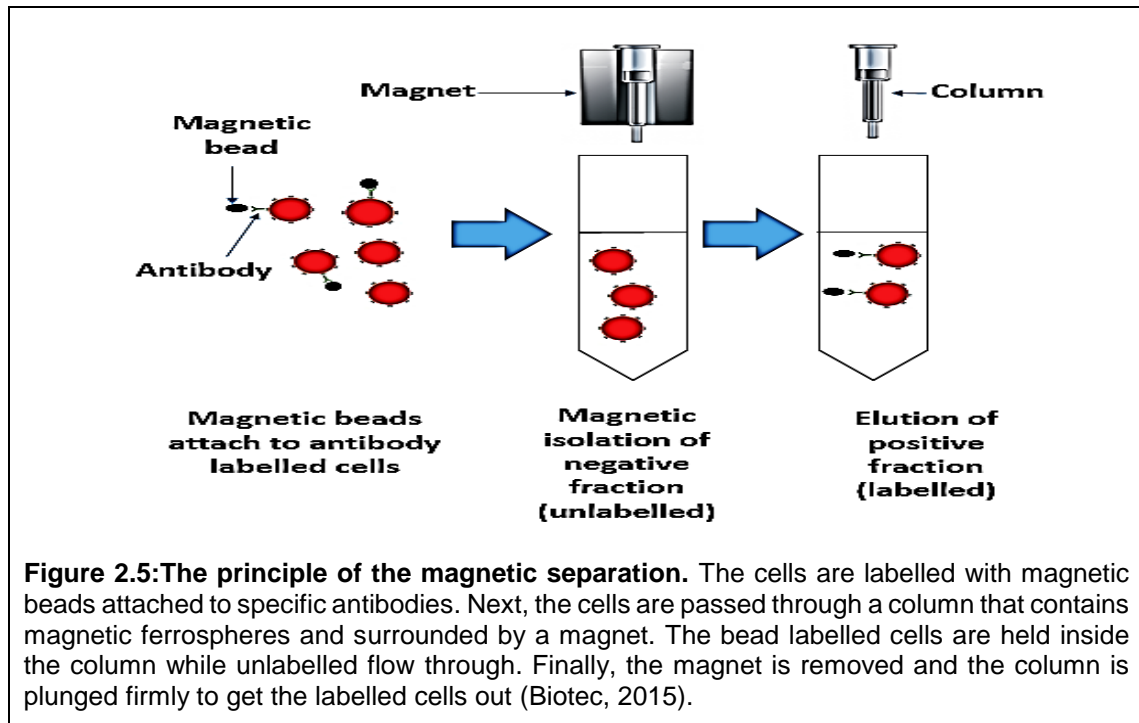 Magnet
Column
Magnetic
bead
Antibody
Magnetic beads
attach to antibody
labelled cells
Magnetic
isolation of
negative
fraction
(unlabelled)
Elution of
positive
fraction
(labelled)
Figure 2.5:The principle of the magnetic separation. The cells are labelled with magnetic
beads attached to specific antibodies. Next, the cells are passed through a column that contains
magnetic ferrospheres and surrounded by a magnet. The bead labelled cells are held inside
the column while unlabelled flow through. Finally, the magnet is removed and the column is
plunged firmly to get the labelled cells out (Biotec, 2015).